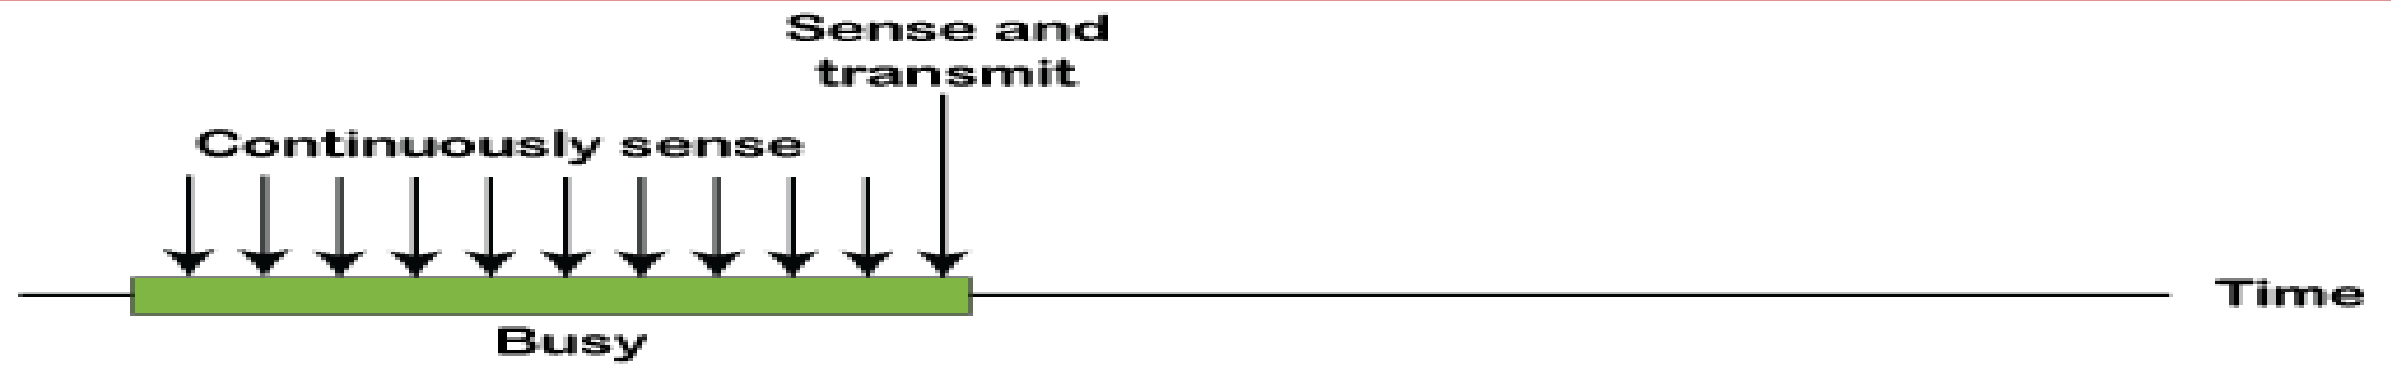 Sense and
transmit
Continuously sense
Time
Busy